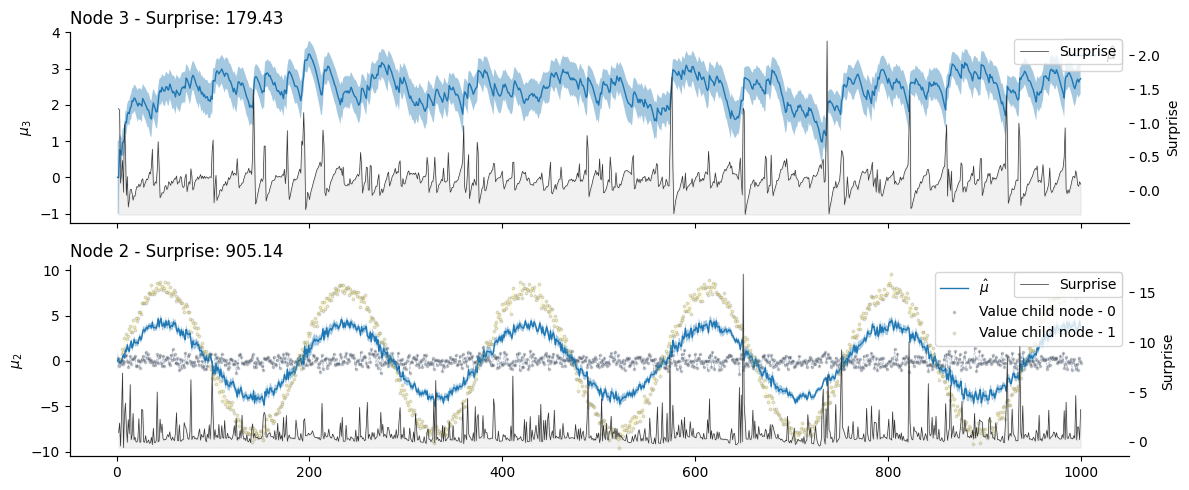 Node 3 - Surprise: 179.43
4
3
2
1
0
−1
μ3
Surprise
2.0
1.5
1.0
0.5
0.0
Surprise
Node 2 - Surprise: 905.14
10
5
0
−5
−10
μ2
μ̂
Value child node - 0
Value child node - 1
Surprise
15
10
5
0
Surprise
0
200
400
600
800
1000